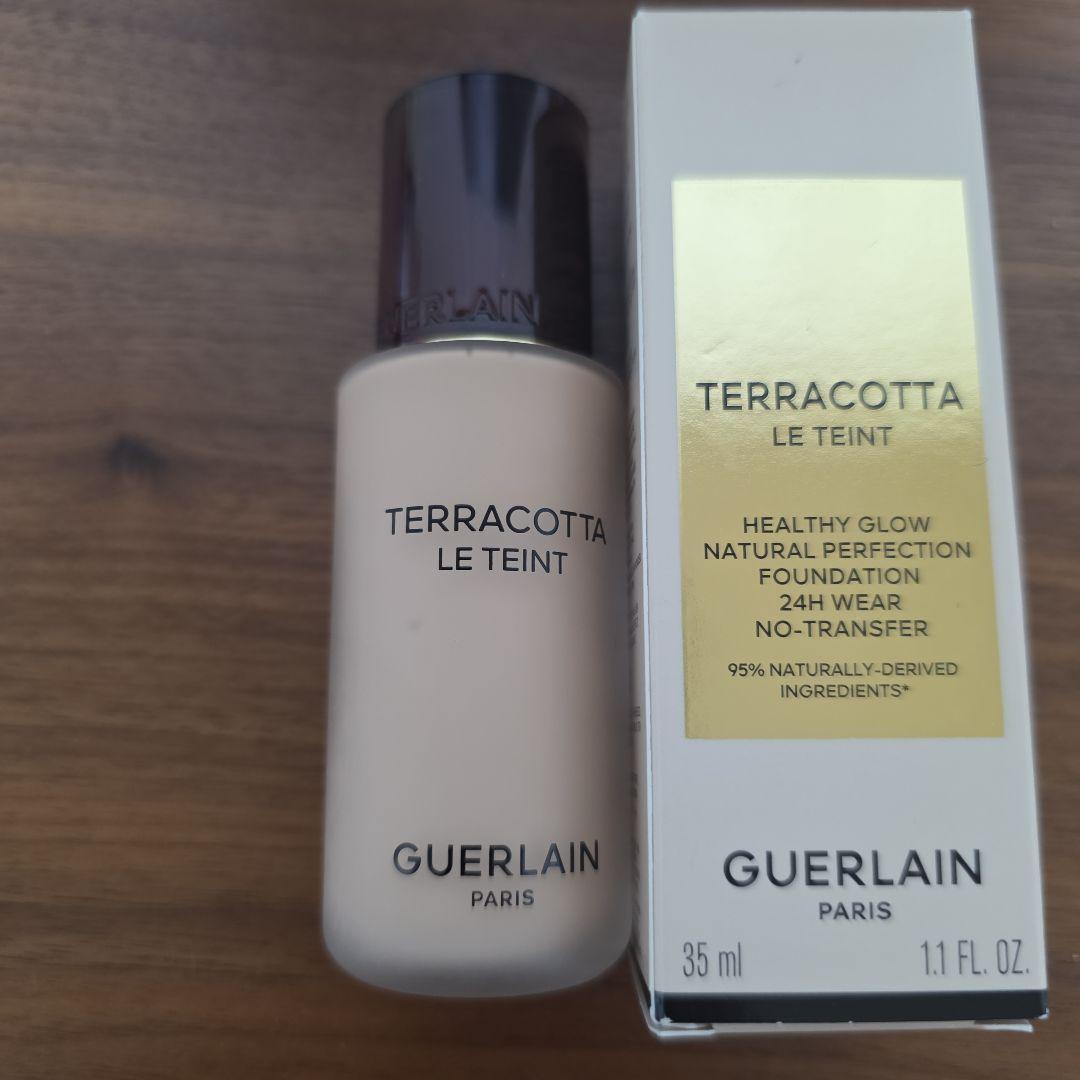 GUERLAIN
TERRACOTTA
LE TEINT
GUERLAIN
PARIS
TERRACOTTA
LE TEINT
HEALTHY GLOW
NATURAL PERFECTION
FOUNDATION
24H WEAR
NO-TRANSFER
95% NATURALLY-DERIVED
INGREDIENTS*
GUERLAIN
PARIS
35 ml 1.1 FL. OZ.